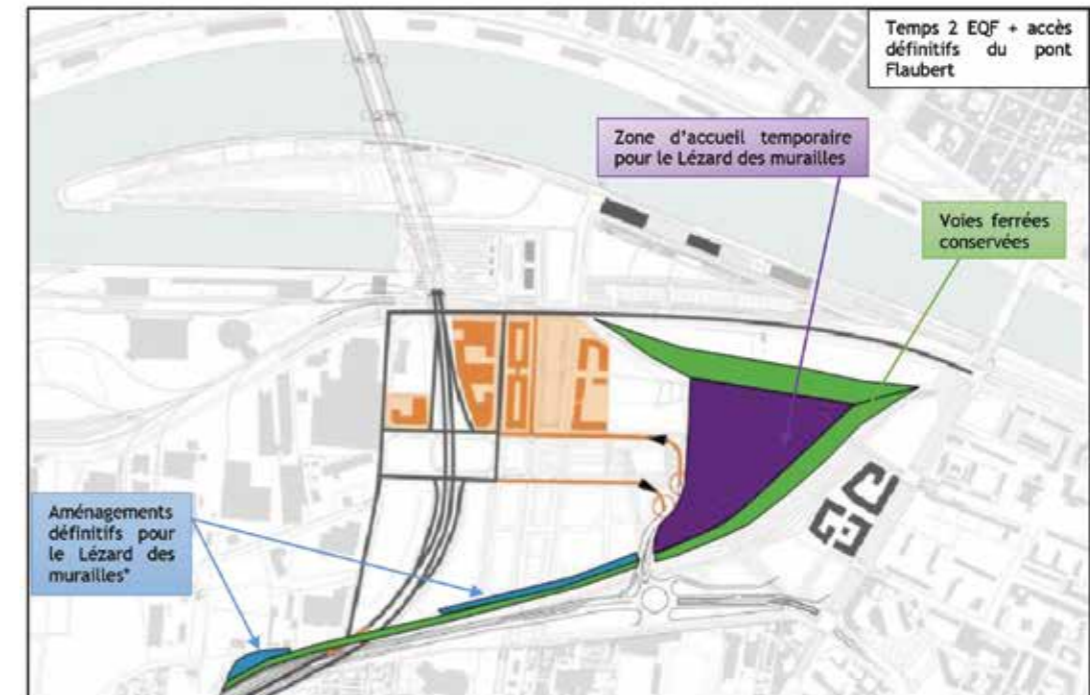 Temps 2 EQF + accès
définitifs du pont
Flaubert
Zone d'accueil temporaire
pour le Lézard des murailles
Voies ferrées
conservées
Aménagements
définitifs pour
le Lézard des
murailles*